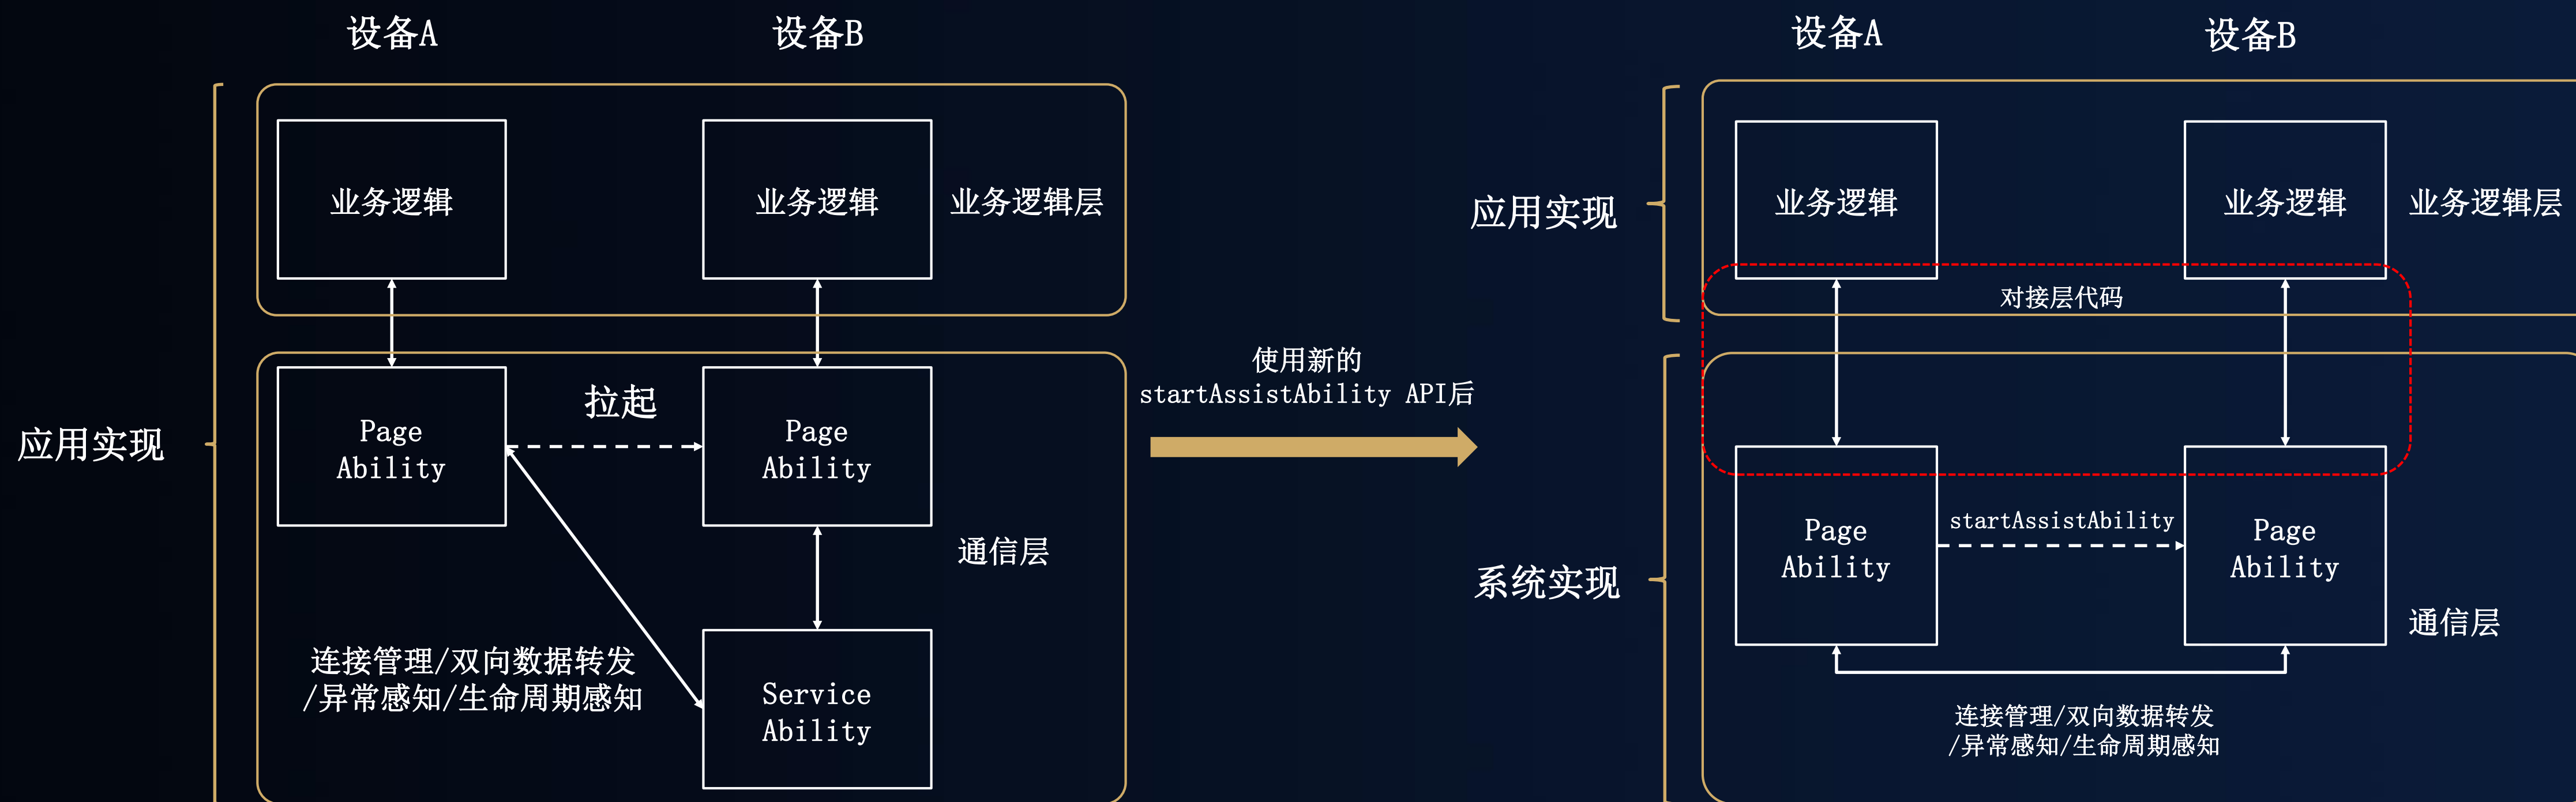 设备A
设备B
业务逻辑
业务逻辑
业务逻辑层
应用实现
Page
Ability
拉起
Page
Ability
通信层
连接管理/双向数据转发
/异常感知/生命周期感知
Service
Ability
使用新的
startAssistAbility API后
设备A
设备B
应用实现
业务逻辑
业务逻辑
业务逻辑层
对接层代码
系统实现
Page
Ability
startAssistAbility
Page
Ability
通信层
连接管理/双向数据转发
/异常感知/生命周期感知